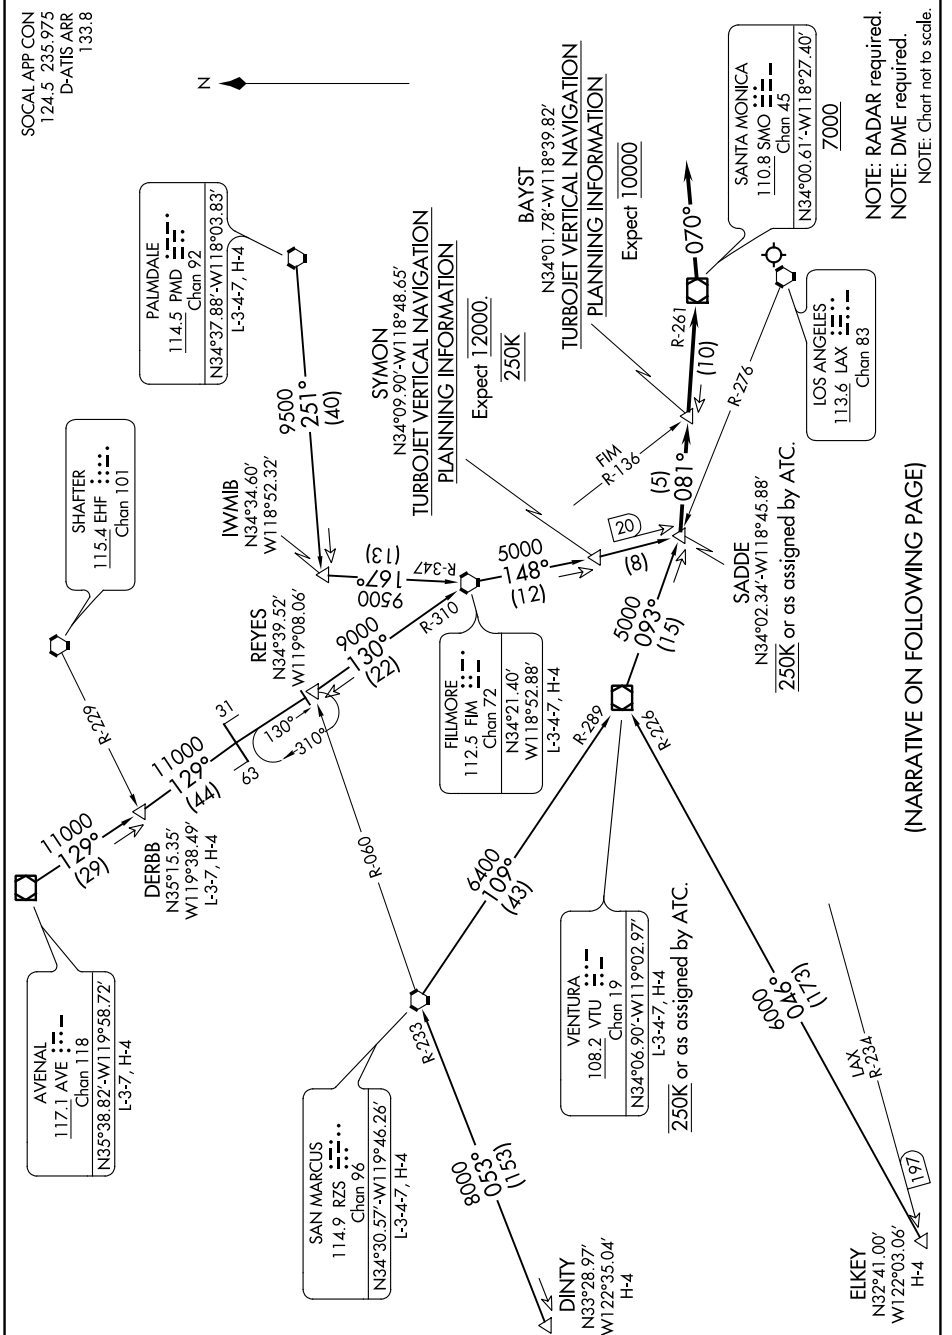 SOCAL APP CON
124.5 235.975
D-ATIS ARR
133.8
N
AVENAL
117.1 AVE
Chan 118
N35°38.82'-W119°58.72'
L-3-7, H-4
11000
129°
(29)
DERBB
N35°15.35'
W119°38.49'
L-3-7, H-4
R-229
SHAFTER
115.4 EHF
Chan 101
11000
129°
(44)
63
31
130°
310°
REYES
N34°39.52'
W119°08.06'
9000
130°
(22)
R-310
R-060
PALMDALE
114.5 PMD
Chan 92
N34°37.88'-W118°03.83'
L-3-4-7, H-4
9500
251°
(40)
IWMIB
N34°34.60'
W118°52.32'
9500
167°
(13)
R-347
FILLMORE
112.5 FIM
Chan 72
N34°21.40'
W118°52.88'
L-3-4-7, H-4
5000
148°
(12)
SYMON
N34°09.90'-W118°48.65'
TURBOJET VERTICAL NAVIGATION
PLANNING INFORMATION
Expect 12000.
250K
20
(8)
SAN MARCUS
114.9 RZS
Chan 96
N34°30.57'-W119°46.26'
L-3-4-7, H-4
R-233
8000
053°
(153)
DINTY
N33°28.97'
W122°35.04'
H-4
6400
109°
(43)
R-289
R-226
VENTURA
108.2 VTU
Chan 19
N34°06.90'-W119°02.97'
L-3-4-7, H-4
250K or as assigned by ATC.
5000
093°
(15)
6000
046°
(173)
LAX
R-234
197
ELKEY
N32°41.00'
W122°03.06'
H-4
SADDE
N34°02.34'-W118°45.88'
250K or as assigned by ATC.
(5)
081°
FIM
R-136
BAYST
N34°01.78'-W118°39.82'
TURBOJET VERTICAL NAVIGATION
PLANNING INFORMATION
Expect 10000
R-261
(10)
070°
R-276
SANTA MONICA
110.8 SMO
Chan 45
N34°00.61'-W118°27.40'
7000
LOS ANGELES
113.6 LAX
Chan 83
NOTE: RADAR required.
NOTE: DME required.
NOTE: Chart not to scale.
(NARRATIVE ON FOLLOWING PAGE)